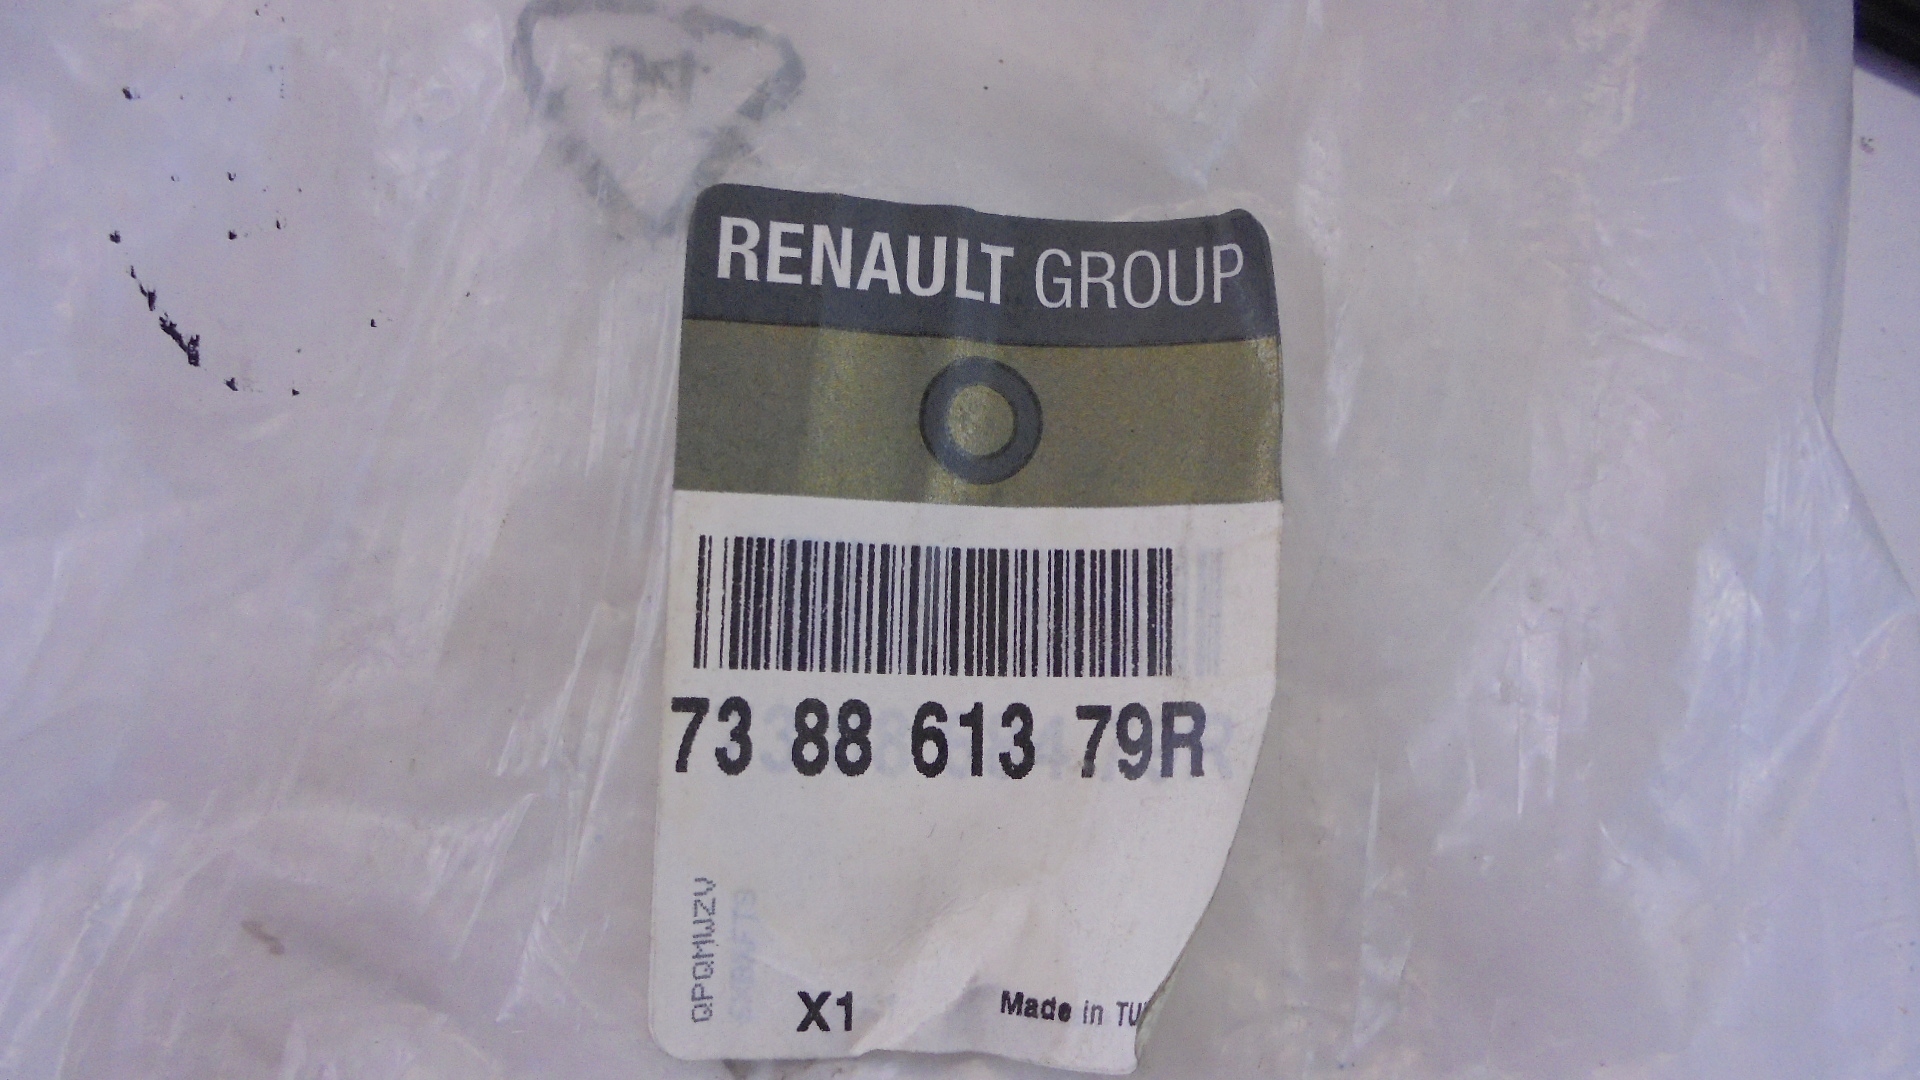 RENAULT GROUP
73 88 613 79R
QPQMWZV
X1
Made in TU